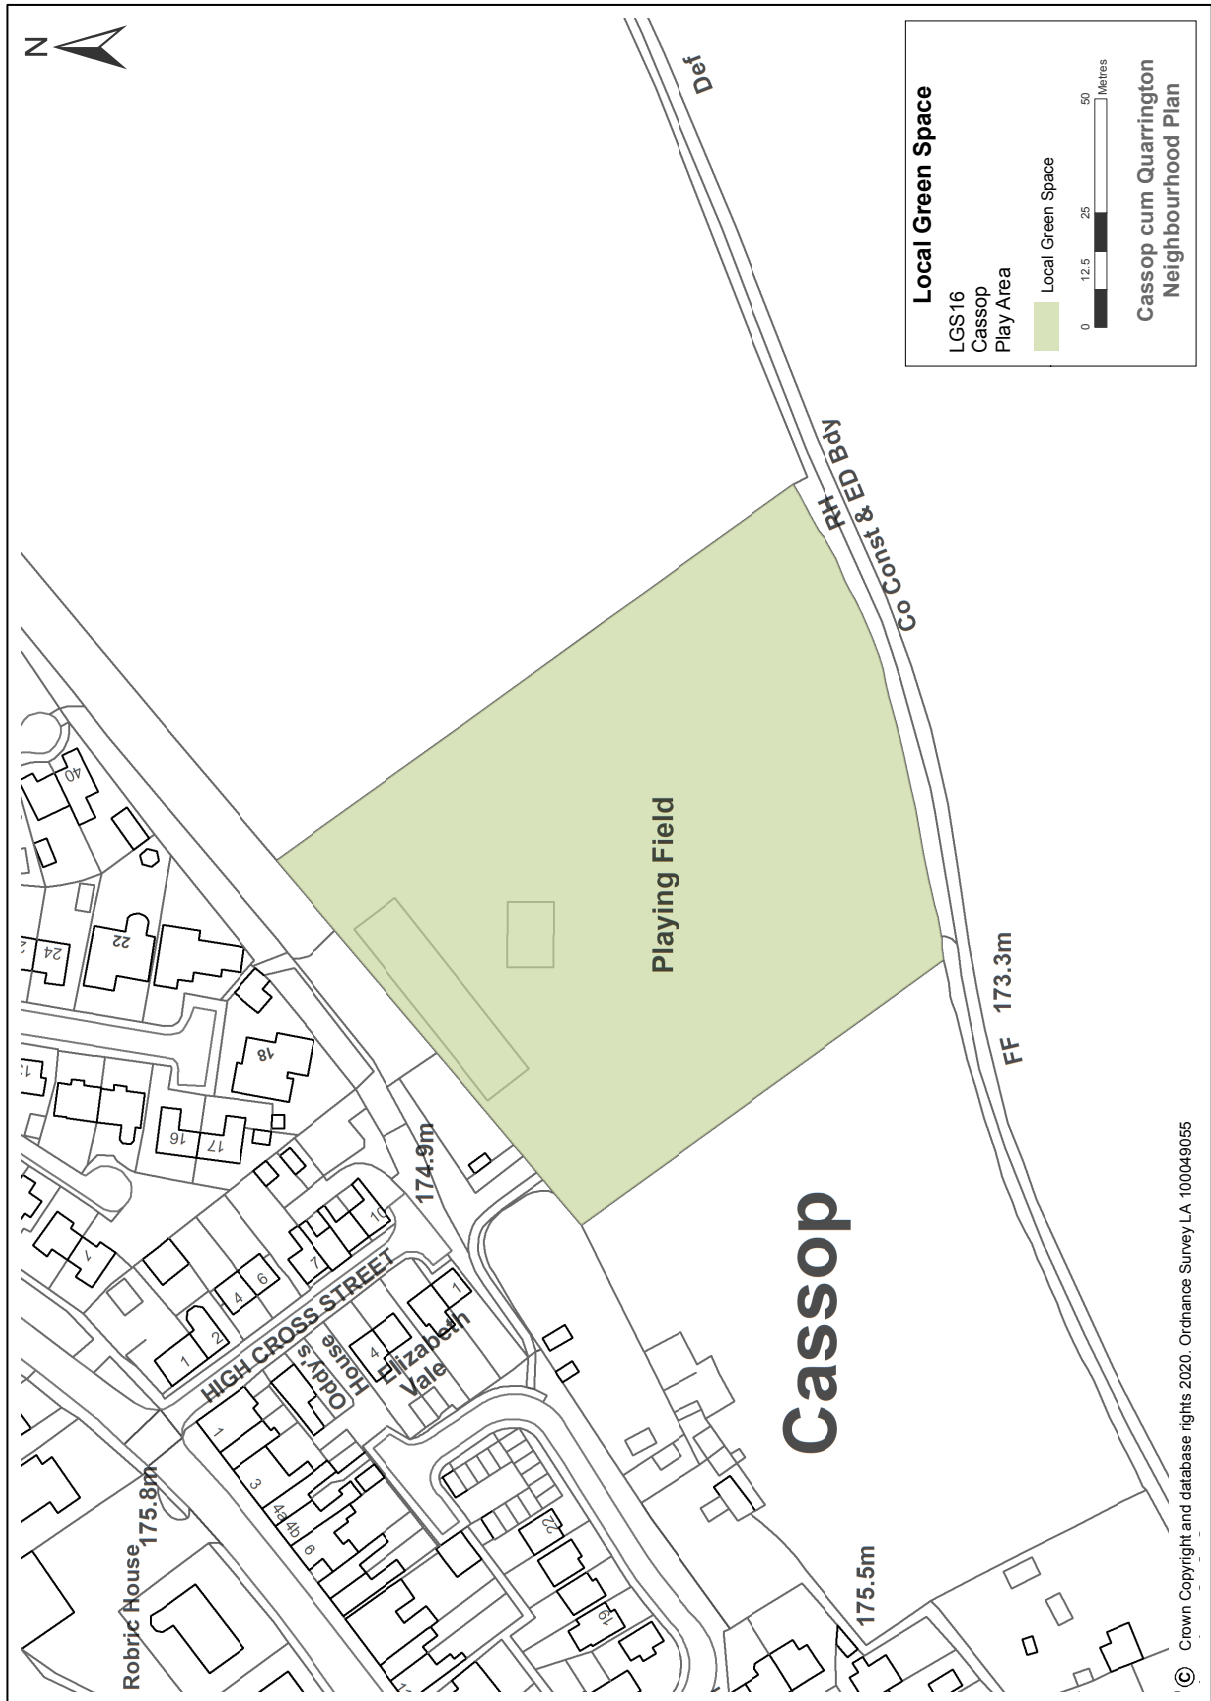 N
Robric House
175.8m
HIGH CROSS STREET
Oddy's
House
Elizabeth
Vale
174.9m
1
3
4a
4b
6
1
2
4
6
7
10
4
1
7
16
17
18
22
24
40
19
22
Playing Field
Cassop
175.5m
FF 173.3m
RH
Co Const & ED Bdy
Def
Local Green Space
LGS16
Cassop
Play Area
Local Green Space
0 12.5 25 50
Metres
Cassop cum Quarrington
Neighbourhood Plan
© Crown Copyright and database rights 2020. Ordnance Survey LA 100049055